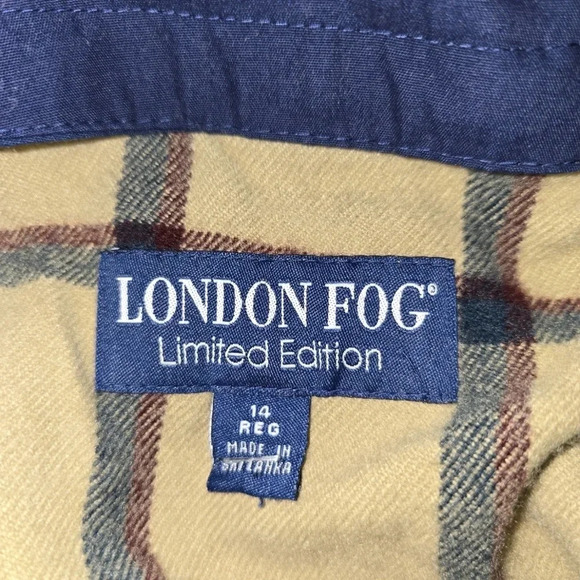 LONDON FOG®
Limited Edition
14
REG
MADE IN
SRI LANKA